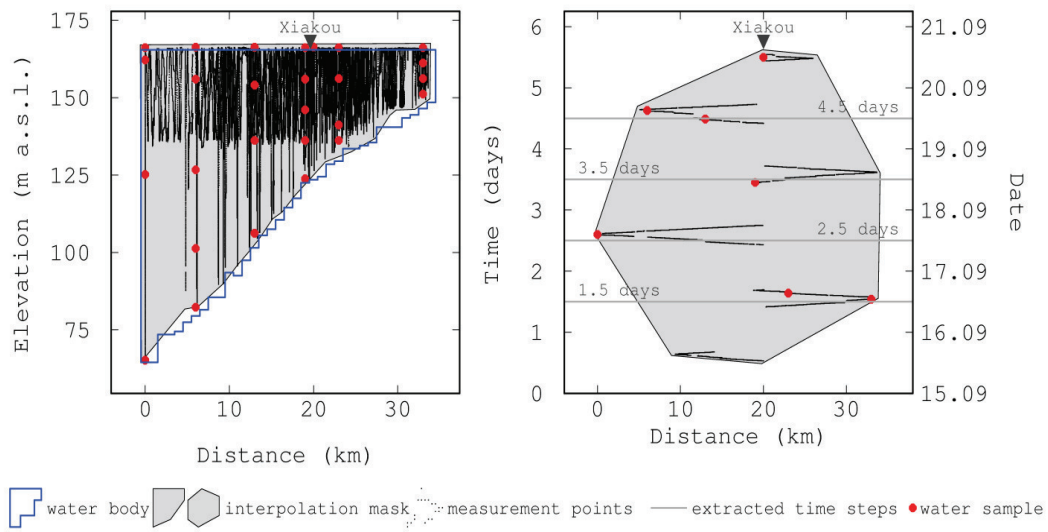 Xiakou
Elevation (m a.s.l.)
175
150
125
100
75
0
10
20
30
Distance (km)
Xiakou
Time (days)
6
5
4
3
2
1
0
4.5 days
3.5 days
2.5 days
1.5 days
0
10
20
30
Distance (km)
21.09
20.09
19.09
18.09
17.09
16.09
15.09
Date
water body
interpolation mask
measurement points
extracted time steps
water sample